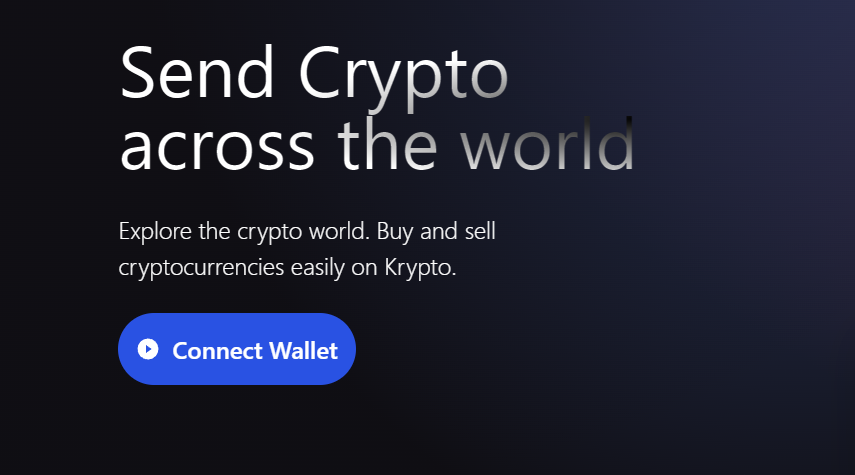 Send Crypto
across the world
Explore the crypto world. Buy and sell
cryptocurrencies easily on Krypto.
Connect Wallet